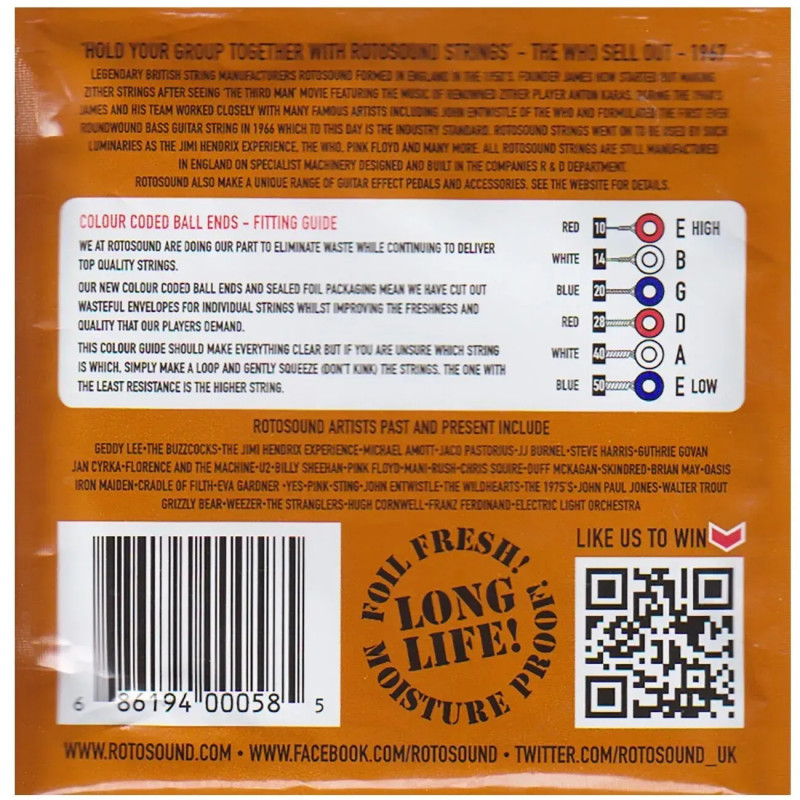 'HOLD YOUR GROUP TOGETHER WITH ROTOSOUND STRINGS' - THE WHO SELL OUT - 1967
LEGENDARY BRITISH STRING MANUFACTURERS ROTOSOUND FORMED IN ENGLAND IN THE 1950'S. FOUNDER JAMES HOW STARTED OUT MAKING
ZITHER STRINGS AFTER SEEING 'THE THIRD MAN' MOVIE FEATURING THE MUSIC OF RENOWNED ZITHER PLAYER ANTON KARAS. DURING THE 1960'S
JAMES AND HIS TEAM WORKED CLOSELY WITH MANY FAMOUS ARTISTS INCLUDING JOHN ENTWISTLE OF THE WHO AND FORMULATED THE FIRST EVER
ROUNDWOUND BASS GUITAR STRING IN 1966 WHICH TO THIS DAY IS THE INDUSTRY STANDARD. ROTOSOUND STRINGS WENT ON TO BE USED BY SUCH
LUMINARIES AS THE JIMI HENDRIX EXPERIENCE, THE WHO, PINK FLOYD AND MANY MORE. ALL ROTOSOUND STRINGS ARE STILL MANUFACTURED
IN ENGLAND ON SPECIALIST MACHINERY DESIGNED AND BUILT IN THE COMPANIES R & D DEPARTMENT.
ROTOSOUND ALSO MAKE A UNIQUE RANGE OF GUITAR EFFECT PEDALS AND ACCESSORIES. SEE THE WEBSITE FOR DETAILS.
COLOUR CODED BALL ENDS - FITTING GUIDE
WE AT ROTOSOUND ARE DOING OUR PART TO ELIMINATE WASTE WHILE CONTINUING TO DELIVER
TOP QUALITY STRINGS.
OUR NEW COLOUR CODED BALL ENDS AND SEALED FOIL PACKAGING MEAN WE HAVE CUT OUT
WASTEFUL ENVELOPES FOR INDIVIDUAL STRINGS WHILST IMPROVING THE FRESHNESS AND
QUALITY THAT OUR PLAYERS DEMAND.
THIS COLOUR GUIDE SHOULD MAKE EVERYTHING CLEAR BUT IF YOU ARE UNSURE WHICH STRING
IS WHICH, SIMPLY MAKE A LOOP AND GENTLY SQUEEZE (DON'T KINK) THE STRINGS. THE ONE WITH
THE LEAST RESISTANCE IS THE HIGHER STRING.
RED 10 E HIGH
WHITE 14 B
BLUE 20 G
RED 28 D
WHITE 40 A
BLUE 50 E LOW
ROTOSOUND ARTISTS PAST AND PRESENT INCLUDE
GEDDY LEE•THE BUZZCOCKS•THE JIMI HENDRIX EXPERIENCE•MICHAEL AMOTT•JACO PASTORIUS•JJ BURNEL•STEVE HARRIS•GUTHRIE GOVAN
JAN CYRKA•FLORENCE AND THE MACHINE•U2•BILLY SHEEHAN•PINK FLOYD•MANI•RUSH•CHRIS SQUIRE•DUFF MCKAGAN•SKINDRED•BRIAN MAY•OASIS
IRON MAIDEN•CRADLE OF FILTH•EVA GARDNER •YES•PINK•STING•JOHN ENTWISTLE•THE WILDHEARTS•THE 1975'S•JOHN PAUL JONES•WALTER TROUT
GRIZZLY BEAR•WEEZER•THE STRANGLERS•HUGH CORNWELL•FRANZ FERDINAND•ELECTRIC LIGHT ORCHESTRA
6 86194 00058 5
FOIL FRESH!
LONG
LIFE!
MOISTURE PROOF!
LIKE US TO WIN
WWW.ROTOSOUND.COM • WWW.FACEBOOK.COM/ROTOSOUND • TWITTER.COM/ROTOSOUND_UK